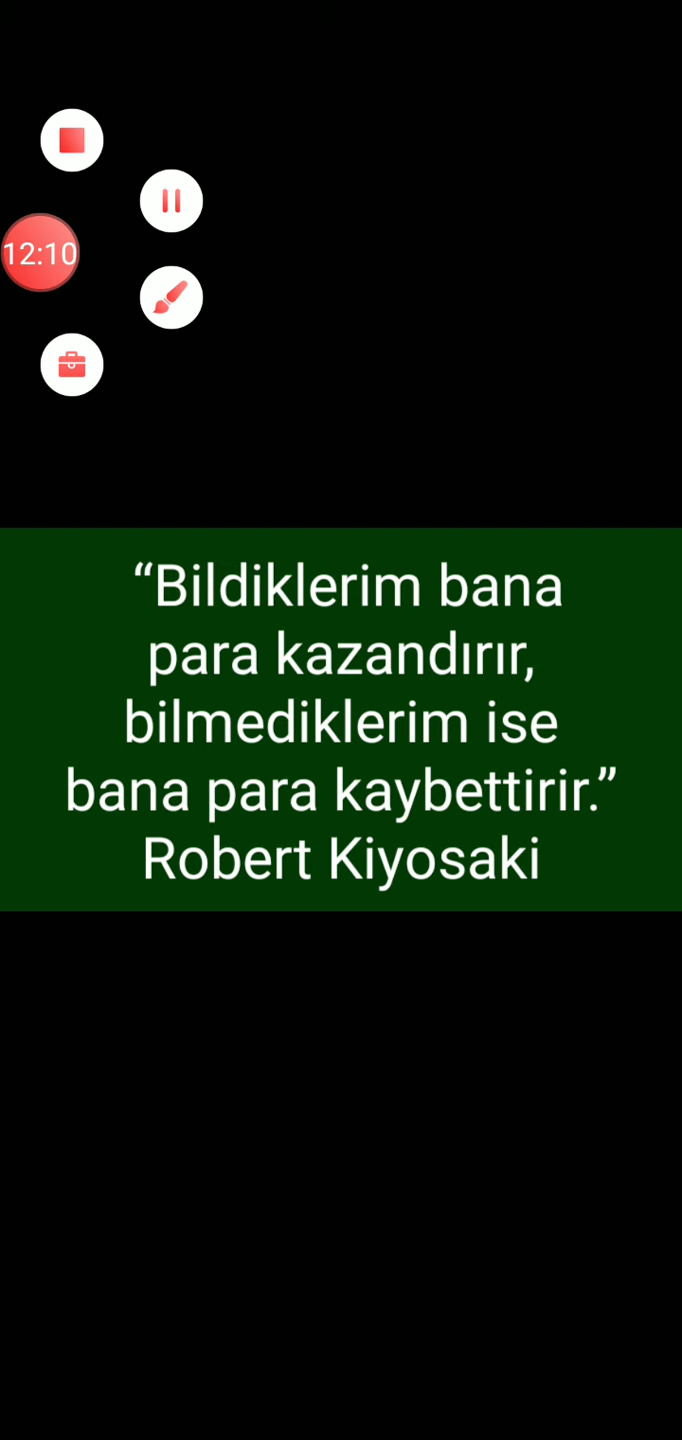 12:10
“Bildiklerim bana
para kazandırır,
bilmediklerim ise
bana para kaybettirir.”
Robert Kiyosaki